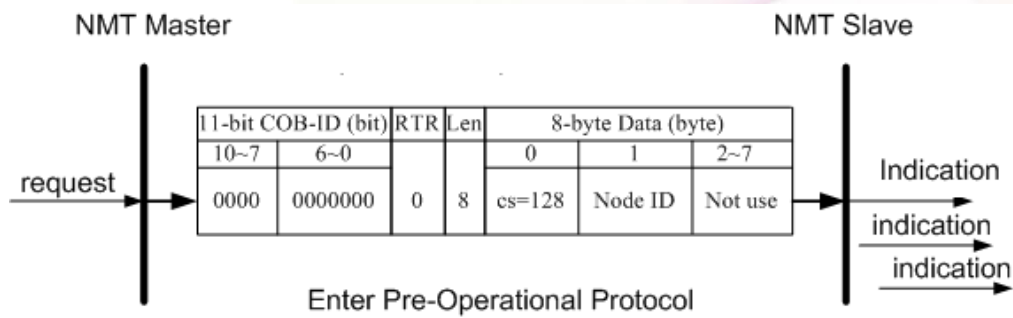 NMT Master
NMT Slave
11-bit COB-ID (bit) RTR Len 8-byte Data (byte)
10~7 6~0 0 1 2~7
request
0000 0000000 0 8 cs=128 Node ID Not use
Indication
indication
indication
Enter Pre-Operational Protocol